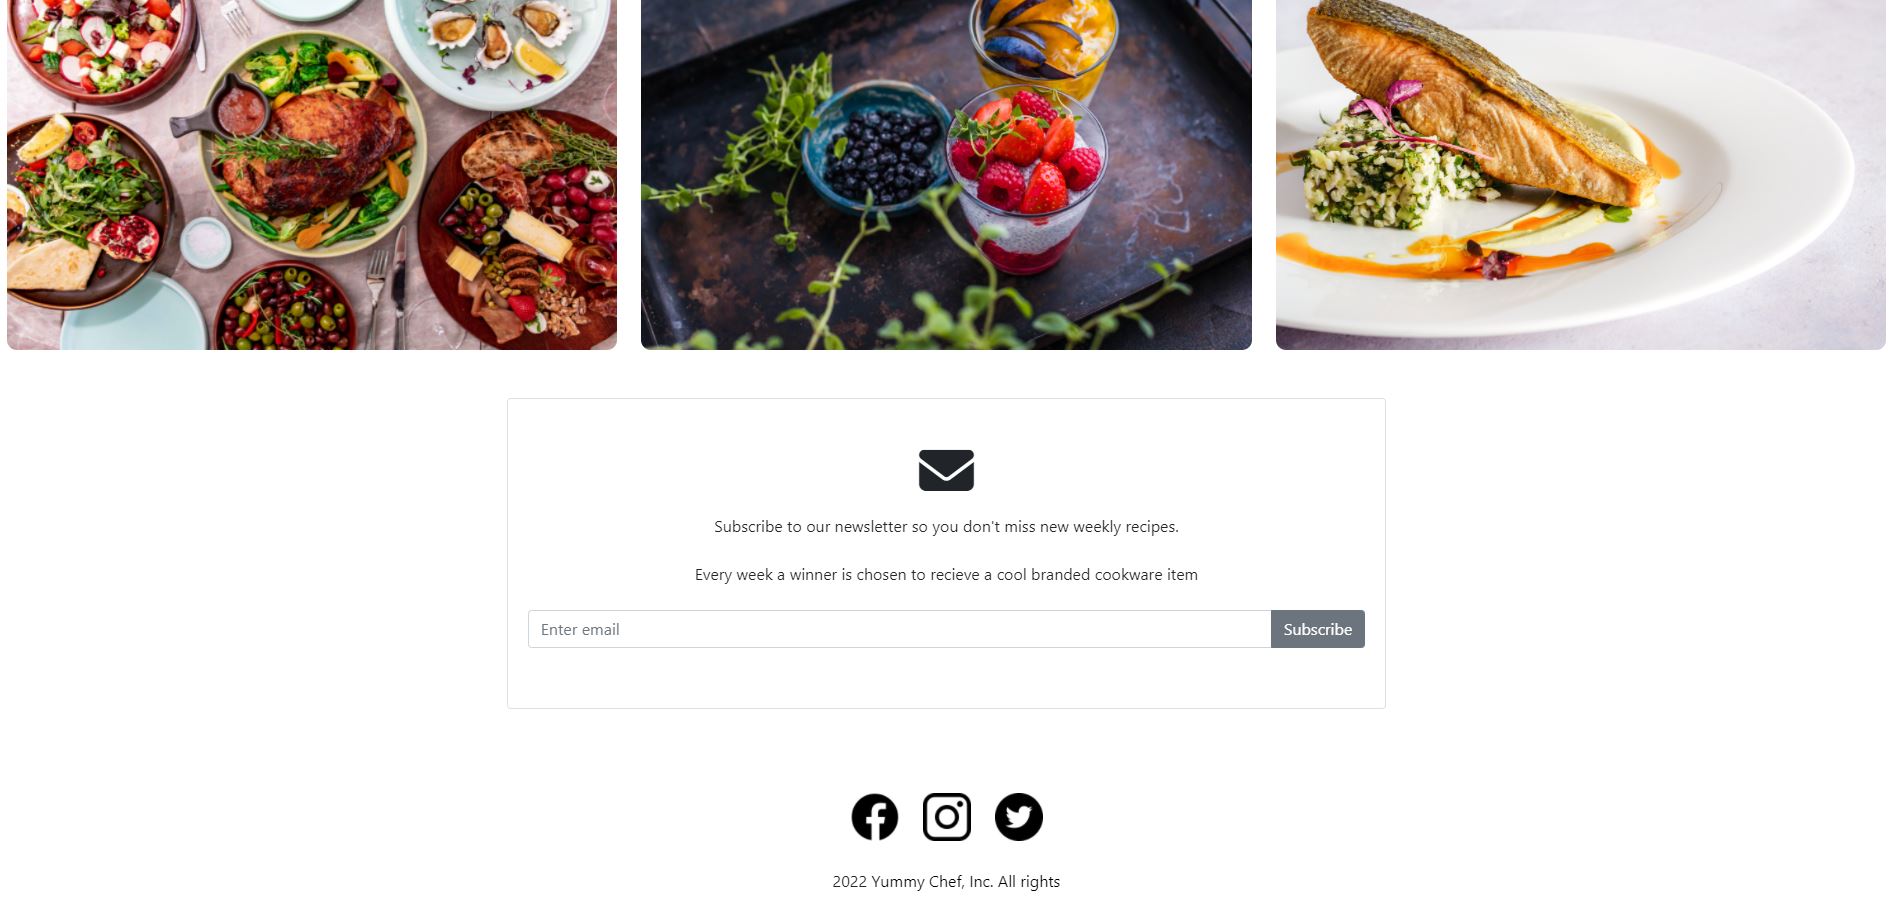 Subscribe to our newsletter so you don't miss new weekly recipes.
Every week a winner is chosen to recieve a cool branded cookware item
Enter email
Subscribe
2022 Yummy Chef, Inc. All rights